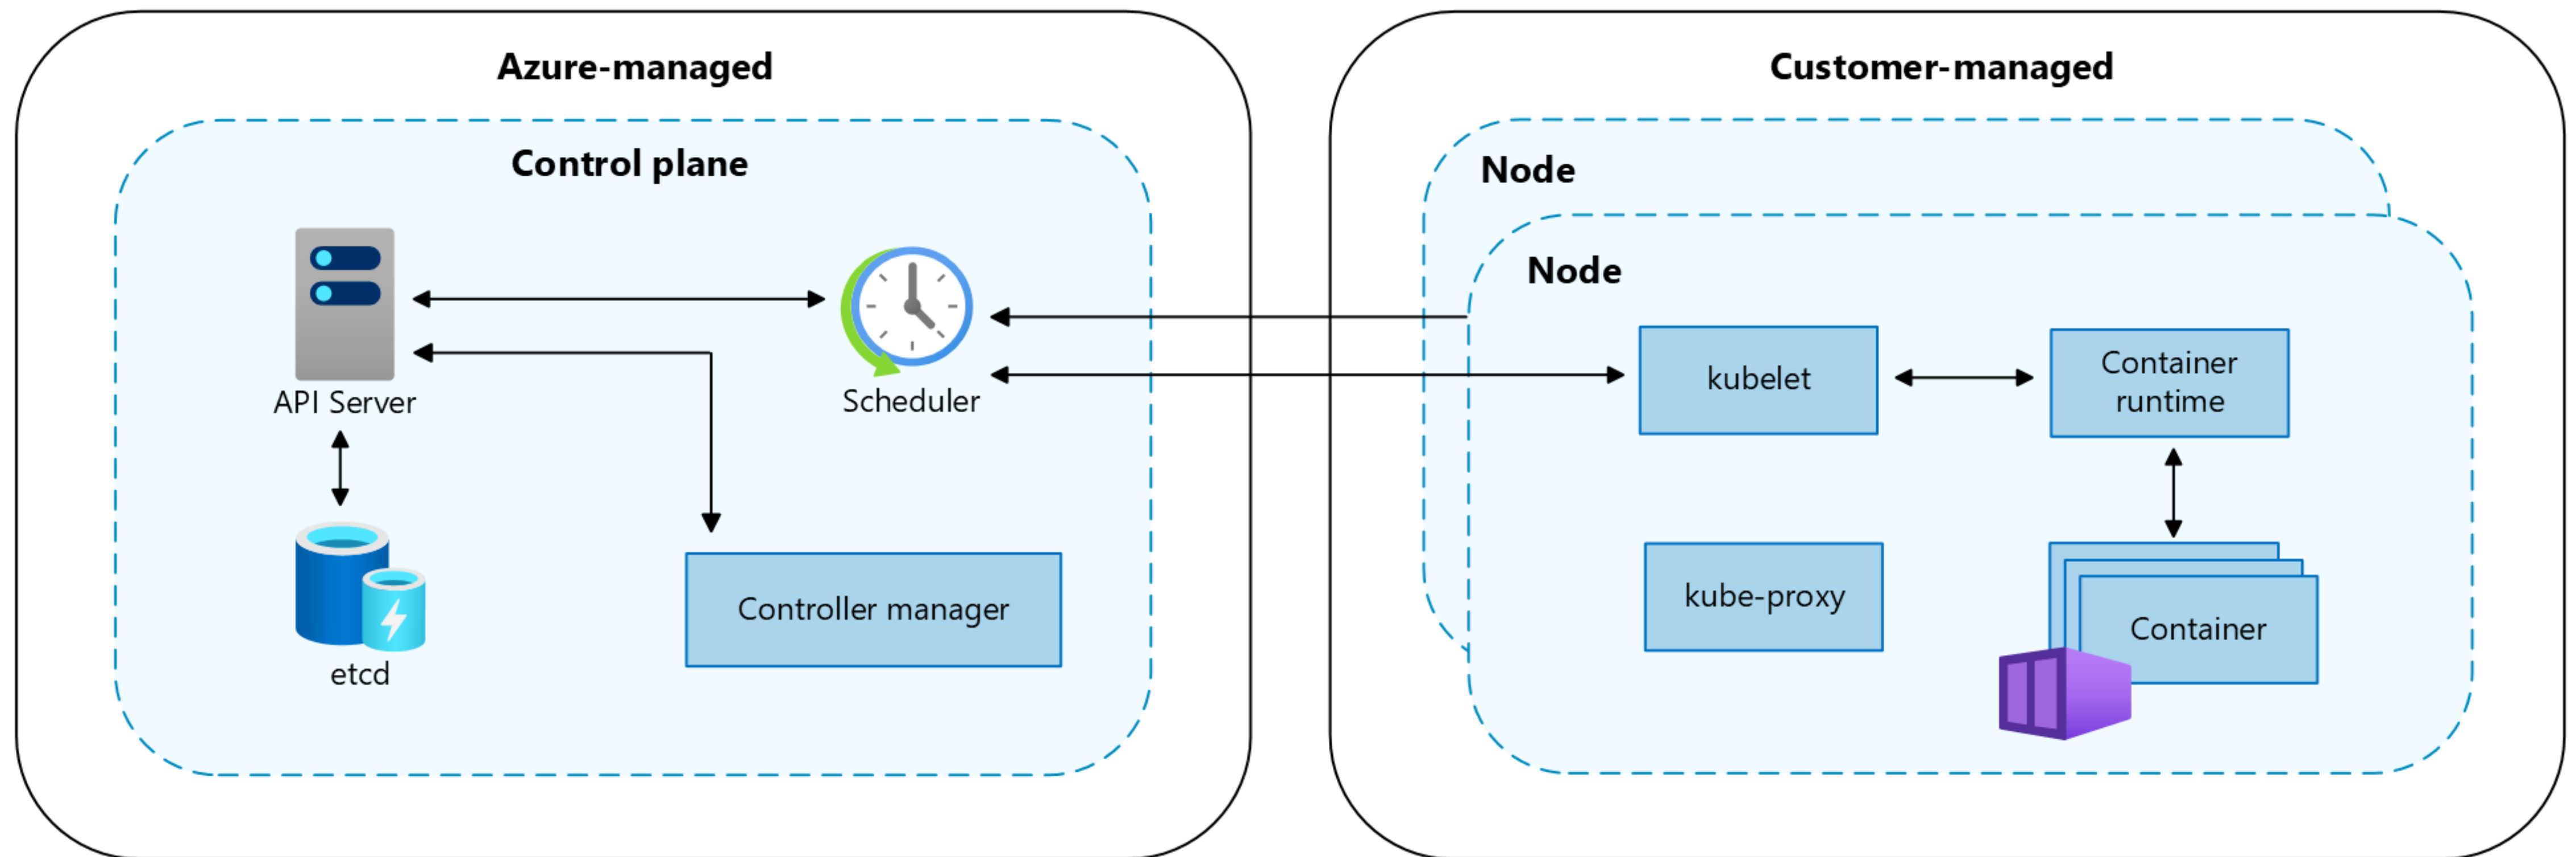 Azure-managed
Control plane
API Server
Scheduler
etcd
Controller manager
Customer-managed
Node
Node
kubelet
Container
runtime
kube-proxy
Container